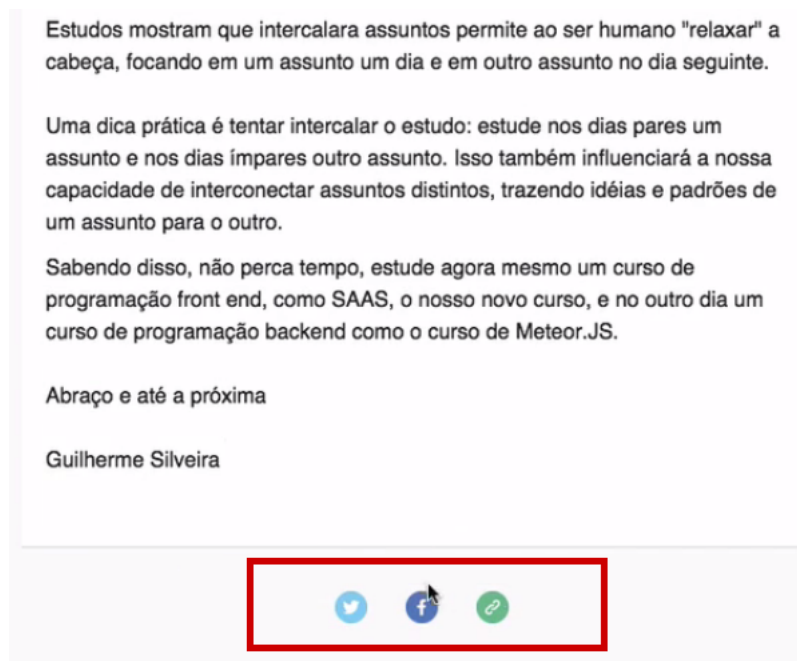 Estudos mostram que intercalara assuntos permite ao ser humano "relaxar" a
cabeça, focando em um assunto um dia e em outro assunto no dia seguinte.
Uma dica prática é tentar intercalar o estudo: estude nos dias pares um
assunto e nos dias ímpares outro assunto. Isso também influenciará a nossa
capacidade de interconectar assuntos distintos, trazendo idéias e padrões de
um assunto para o outro.
Sabendo disso, não perca tempo, estude agora mesmo um curso de
programação front end, como SAAS, o nosso novo curso, e no outro dia um
curso de programação backend como o curso de Meteor.JS.
Abraço e até a próxima
Guilherme Silveira